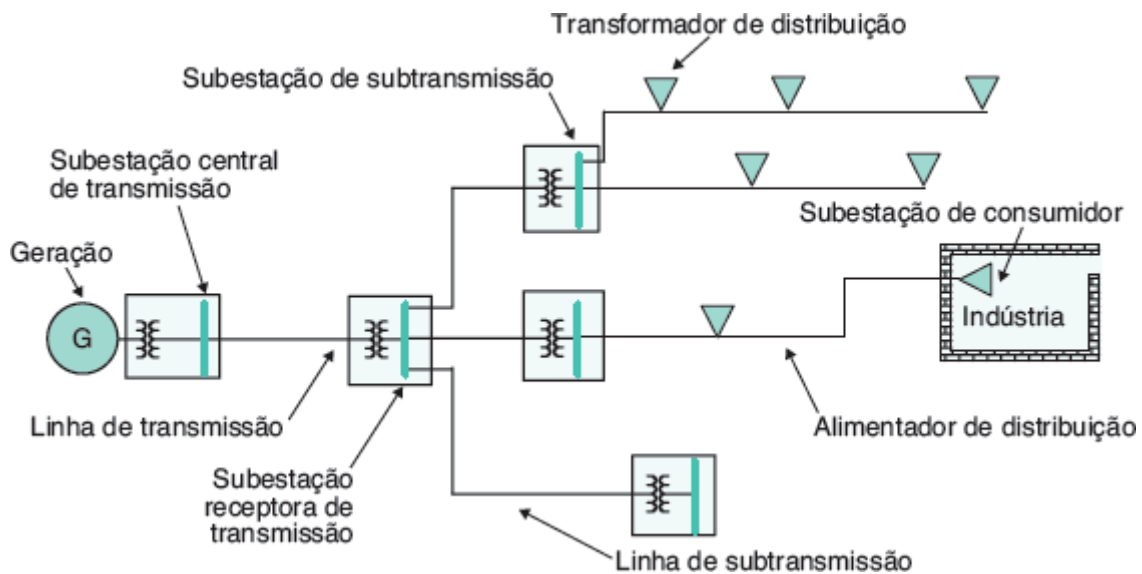 Transformador de distribuição
Subestação de subtransmissão
Subestação central
de transmissão
Subestação de consumidor
Geração
G
Indústria
Linha de transmissão
Alimentador de distribuição
Subestação
receptora de
transmissão
Linha de subtransmissão